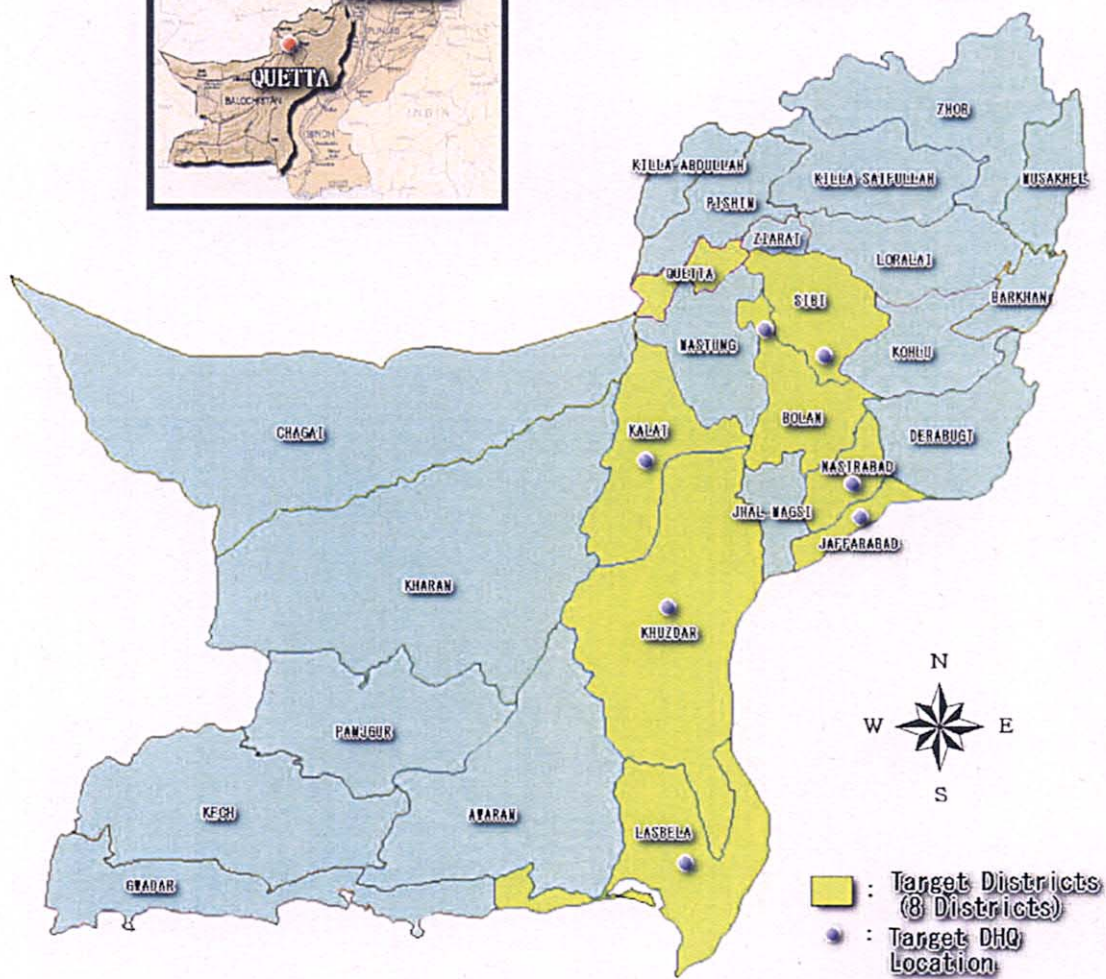 PUNJAB
QUETTA
BALOCHISTAN
INDIA
SINDH
ZHOB
KILLA ABDULLAH
KILLA SAIFULLAH
MUSAKHEL
PISHIN
ZIARAT
LORALAI
QUETTA
SIBI
BARKHAN
MASTUNG
KOHLU
CHAGAI
KALAT
BOLAN
DERABUGT
NASIRABAD
JHAL MAGSI
JAFFARABAD
KHARAN
KHUZDAR
N
W E
S
PANJGUR
KECH
AWARAN
LASBELA
GWADAR
: Target Districts
(8 Districts)
: Target DHQ
Location